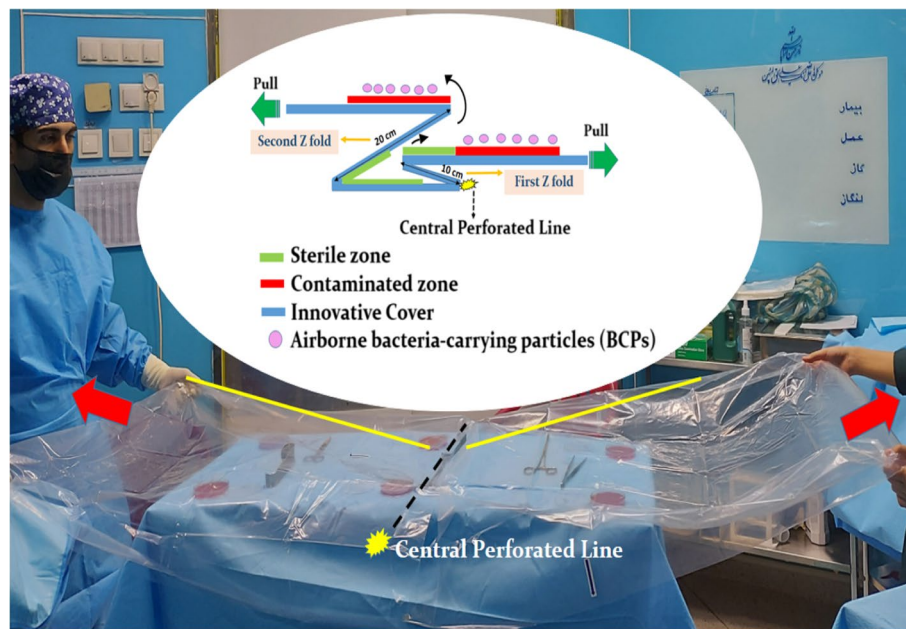 Pull
Second Z fold
20 cm
Pull
10 cm
First Z fold
Central Perforated Line
Sterile zone
Contaminated zone
Innovative Cover
Airborne bacteria-carrying particles (BCPs)
بیمار
عمل
گاز
لنگاز
Central Perforated Line